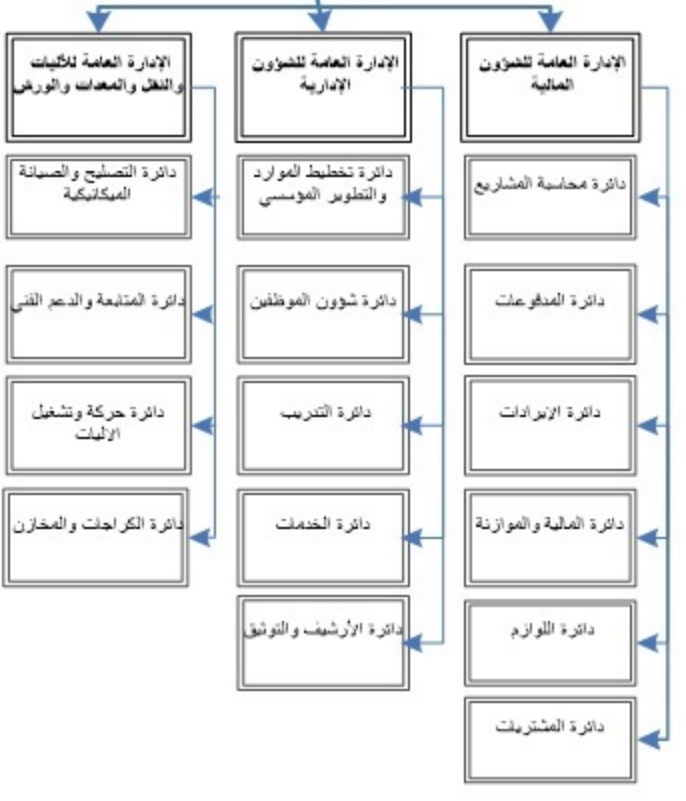 الإدارة العامة للشؤون
المالية
دائرة محاسبة المشاريع
دائرة المدفوعات
دائرة الإيرادات
دائرة المالية والموازنة
دائرة اللوازم
دائرة المشتريات
الإدارة العامة للشؤون
الإدارية
دائرة تخطيط الموارد
والتطوير المؤسسي
دائرة شؤون الموظفين
دائرة التدريب
دائرة الخدمات
دائرة الأرشيف والتوثيق
الإدارة العامة للآليات
والنقل والمعدات والورش
دائرة التصليح والصيانة
الميكانيكية
دائرة المتابعة والدعم الفني
دائرة حركة وتشغيل
الاليات
دائرة الكراجات والمخازن